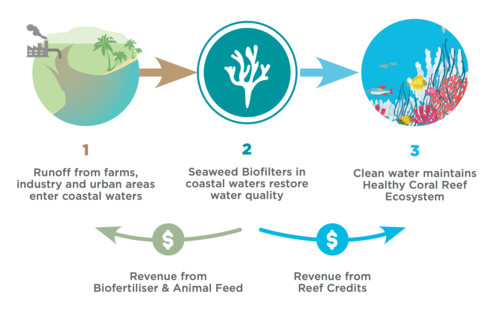 1
Runoff from farms,
industry and urban areas
enter coastal waters
2
Seaweed Biofilters in
coastal waters restore
water quality
3
Clean water maintains
Healthy Coral Reef
Ecosystem
$
Revenue from
Biofertiliser & Animal Feed
$
Revenue from
Reef Credits